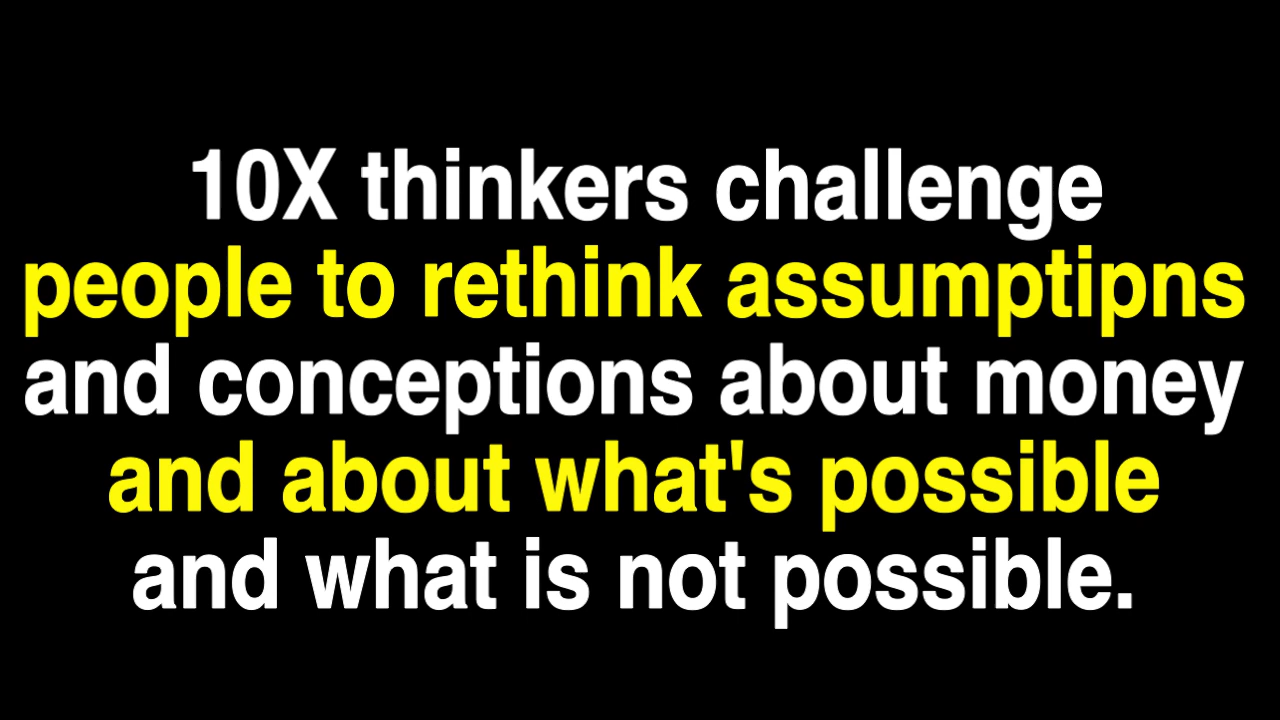 10X thinkers challenge
people to rethink assumptipns
and conceptions about money
and about what's possible
and what is not possible.